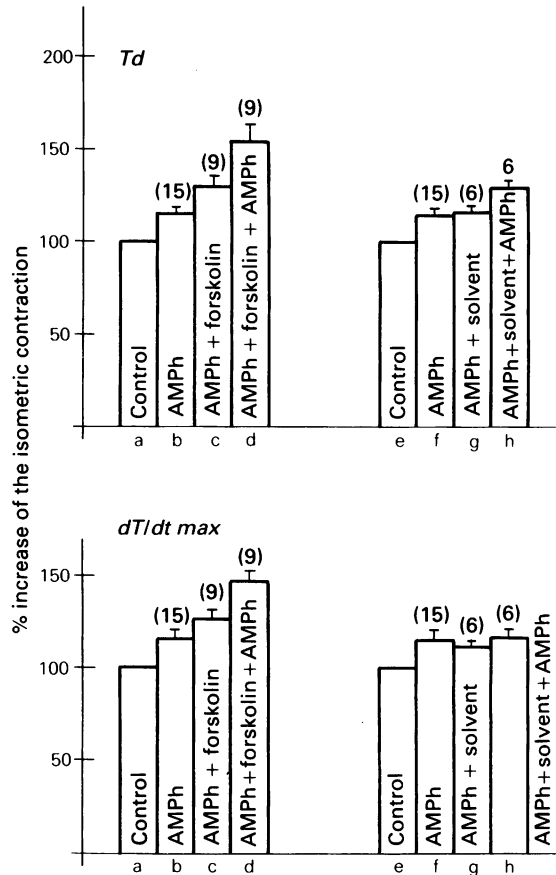 % increase of the isometric contraction
Td
200
150
100
50
(15)
(9)
(9)
(15)
(6)
6
Control
AMPh
AMPh + forskolin
AMPh + forskolin + AMPh
Control
AMPh
AMPh + solvent
AMPh+solvent+AMPh
a
b
c
d
e
f
g
h
dT/dt max
150
100
50
(15)
(9)
(9)
(15)
(6)
(6)
Control
AMPh
AMPh + forskolin
AMPh+forskolin+AMPh
Control
AMPh
AMPh + solvent
AMPh+solvent+AMPh
a
b
c
d
e
f
g
h